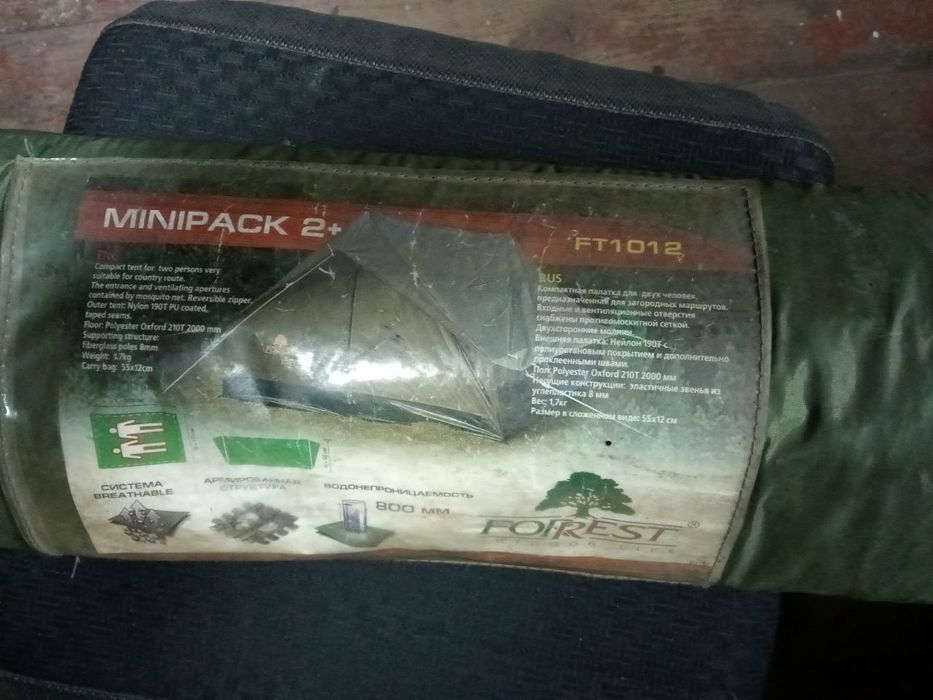 MINIPACK 2+
FT1012
ENG
Compact tent for two persons very
suitable for country route.
The entrance and ventilating apertures
contained by mosquito net. Reversible zipper.
Outer tent: Nylon 190T PU coated,
taped seams.
Floor: Polyester Oxford 210T 2000 mm
Supporting structure:
fiberglass poles 8mm
Weight: 1.7kg
Carry bag: 55x12cm
RUS
Компактная палатка для двух человек,
предназначенная для загородных маршрутов.
Входные и вентиляционные отверстия
снабжены противомоскитной сеткой.
Двухсторонние молнии.
Внешняя палатка: Нейлон 190T с
полиуретановым покрытием и дополнительно
проклеенными швами.
Пол: Polyester Oxford 210T 2000 мм
Несущие конструкции: эластичные звенья из
углепластика 8 мм
Вес: 1,7кг
Размер в сложенном виде: 55x12 см
СИСТЕМА
BREATHABLE
АРМИРОВАННАЯ
СТРУКТУРА
ВОДОНЕПРОНИЦАЕМОСТЬ
800 ММ
FORREST®
OUTDOOR LIFE